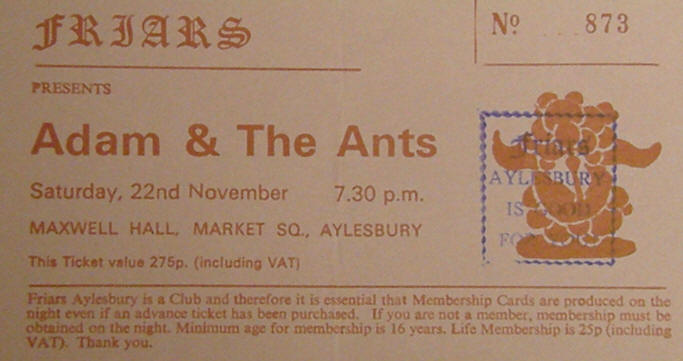 FRIARS
Nº 873
PRESENTS
Adam & The Ants
Saturday, 22nd November 7.30 p.m.
MAXWELL HALL, MARKET SQ., AYLESBURY
This Ticket value 275p. (including VAT)
Friars
AYLESBURY
IS GOOD
FOR YOU
Friars Aylesbury is a Club and therefore it is essential that Membership Cards are produced on the
night even if an advance ticket has been purchased. If you are not a member, membership must be
obtained on the night. Minimum age for membership is 16 years. Life Membership is 25p (including
VAT). Thank you.